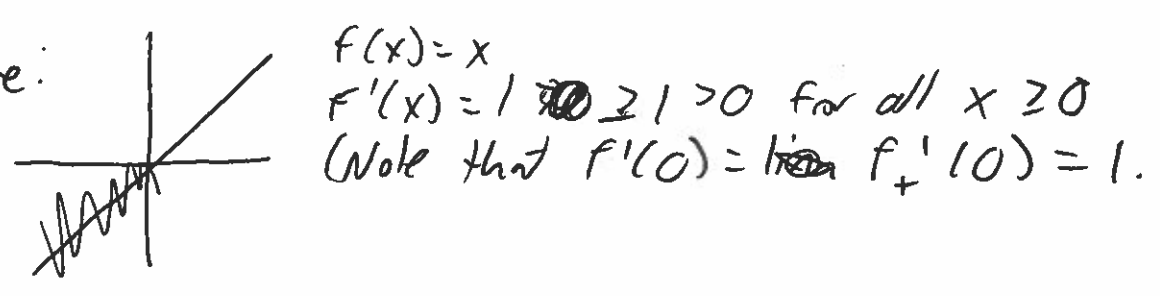 e:
f(x) = x
f'(x) = 1 ≥ 1 > 0 for all x ≥ 0
(Note that f'(0) = f₊'(0) = 1.